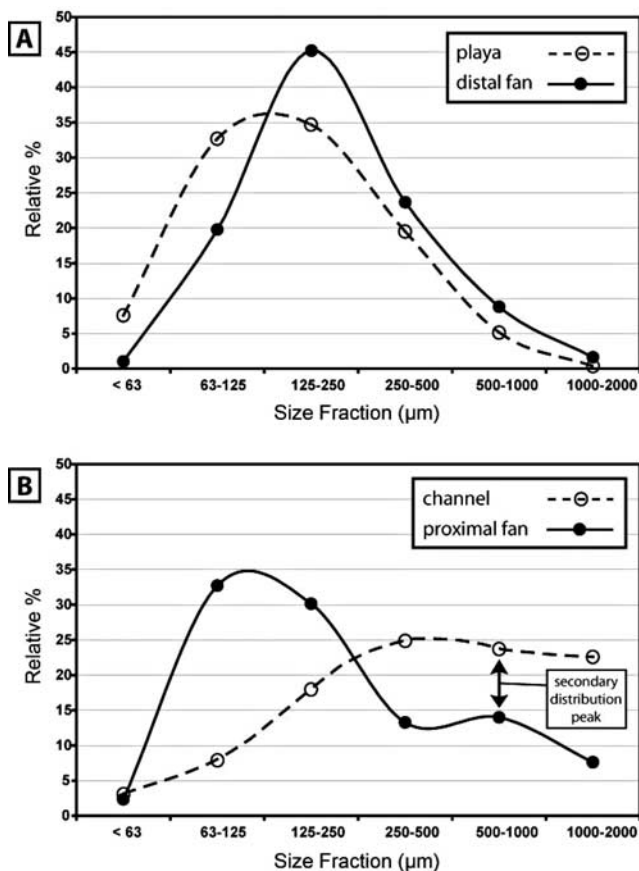 A
50
45
40
35
30
25
20
15
10
5
0
Relative %
playa
distal fan
< 63 63-125 125-250 250-500 500-1000 1000-2000
Size Fraction (µm)
B
50
45
40
35
30
25
20
15
10
5
0
Relative %
channel
proximal fan
secondary
distribution
peak
< 63 63-125 125-250 250-500 500-1000 1000-2000
Size Fraction (µm)